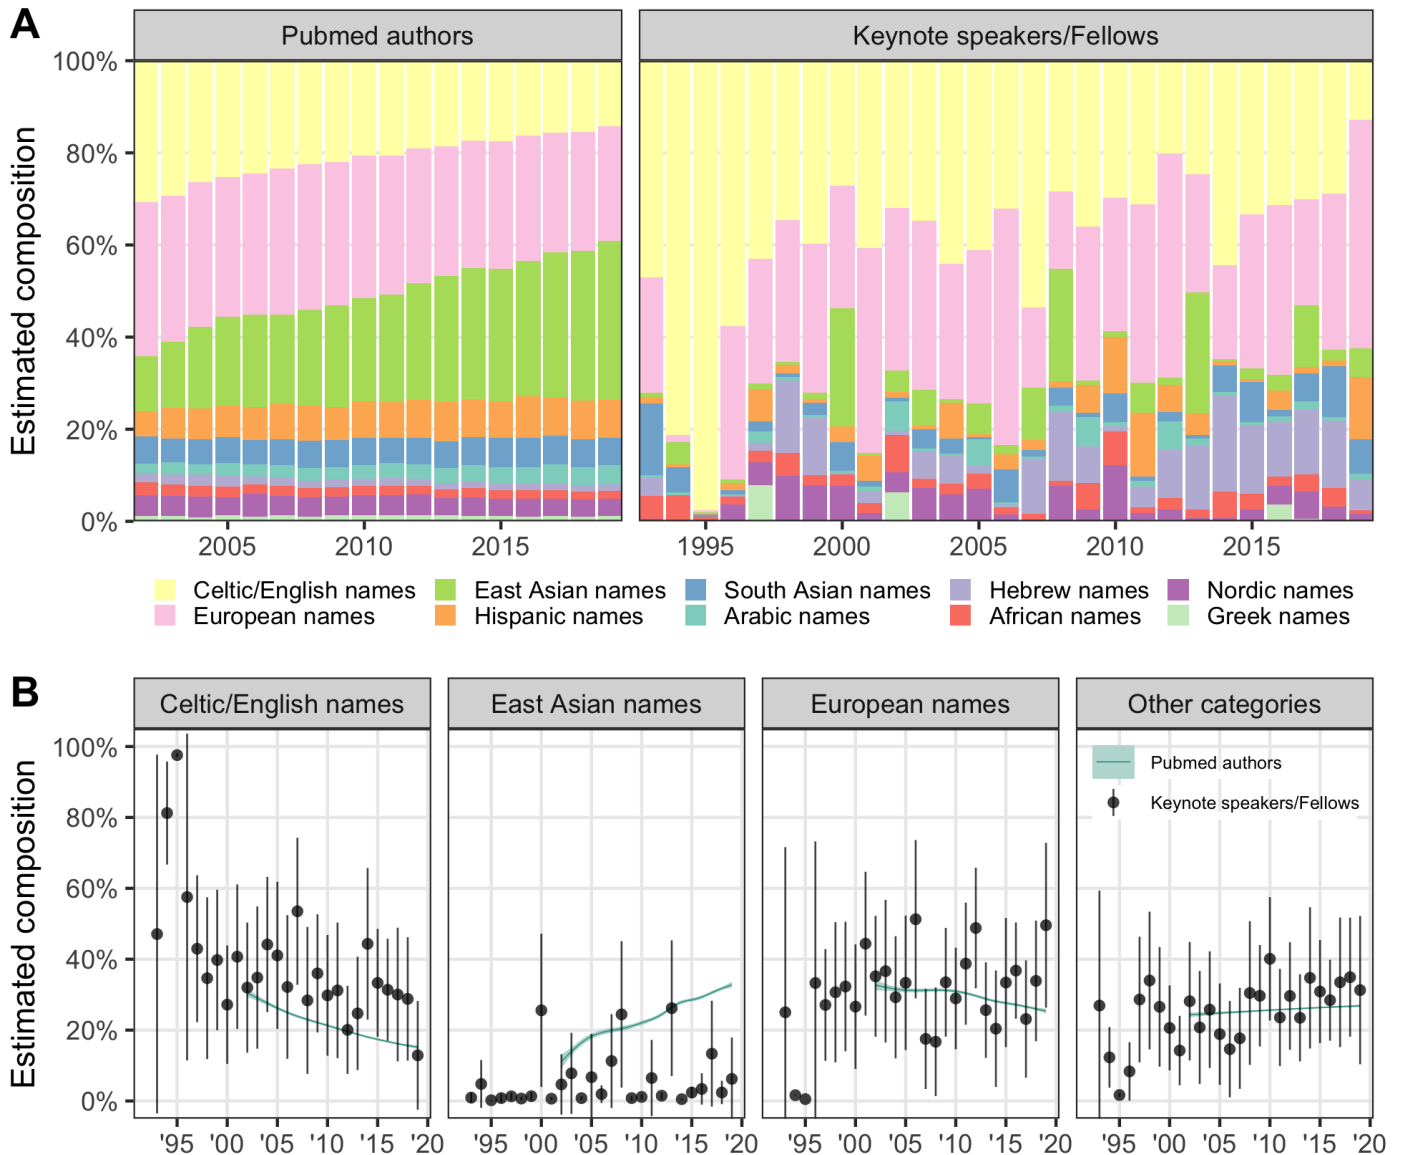 A
Pubmed authors
Keynote speakers/Fellows
Estimated composition
100%
80%
60%
40%
20%
0%
2005 2010 2015
1995 2000 2005 2010 2015
Celtic/English names East Asian names South Asian names Hebrew names Nordic names
European names Hispanic names Arabic names African names Greek names
B
Celtic/English names
East Asian names
European names
Other categories
Estimated composition
100%
80%
60%
40%
20%
0%
Pubmed authors
Keynote speakers/Fellows
'95 '00 '05 '10 '15 '20
'95 '00 '05 '10 '15 '20
'95 '00 '05 '10 '15 '20
'95 '00 '05 '10 '15 '20